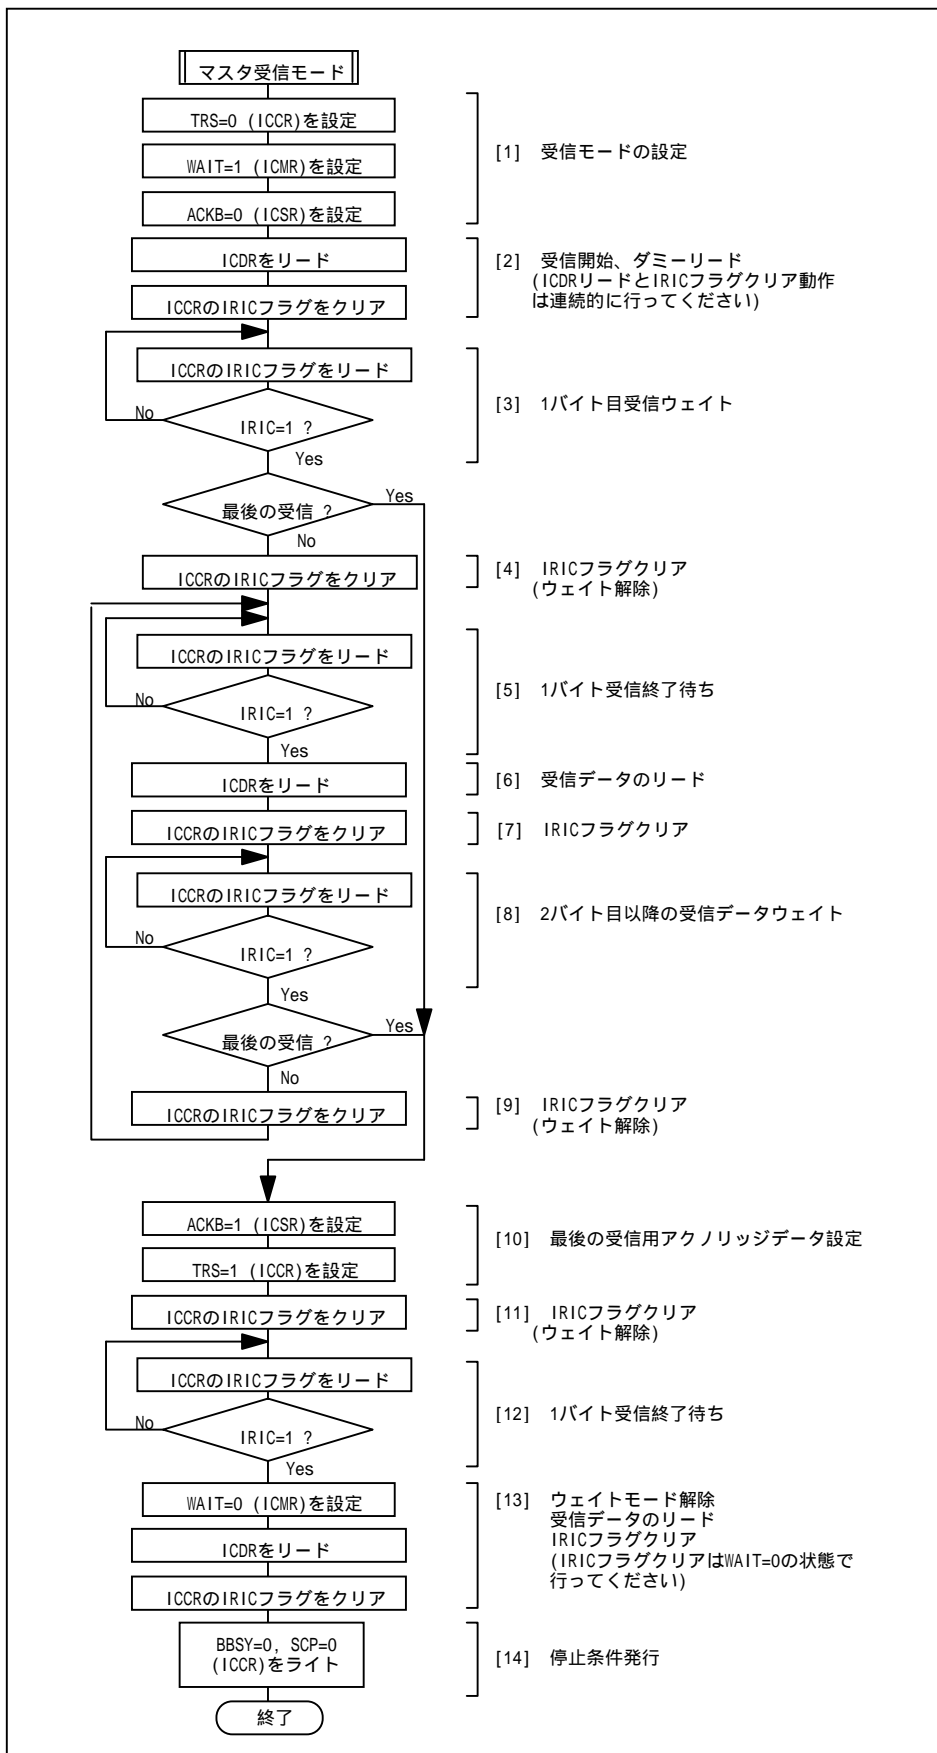 マスタ受信モード
TRS=0 (ICCR)を設定
WAIT=1 (ICMR)を設定
ACKB=0 (ICSR)を設定
[1] 受信モードの設定
ICDRをリード
ICCRのIRICフラグをクリア
[2] 受信開始、ダミーリード
(ICDRリードとIRICフラグクリア動作
は連続的に行ってください)
ICCRのIRICフラグをリード
No
IRIC=1 ?
Yes
[3] 1バイト目受信ウェイト
最後の受信 ?
Yes
No
ICCRのIRICフラグをクリア
[4] IRICフラグクリア
(ウェイト解除)
ICCRのIRICフラグをリード
No
IRIC=1 ?
Yes
[5] 1バイト受信終了待ち
ICDRをリード
[6] 受信データのリード
ICCRのIRICフラグをクリア
[7] IRICフラグクリア
ICCRのIRICフラグをリード
No
IRIC=1 ?
Yes
[8] 2バイト目以降の受信データウェイト
最後の受信 ?
Yes
No
ICCRのIRICフラグをクリア
[9] IRICフラグクリア
(ウェイト解除)
ACKB=1 (ICSR)を設定
TRS=1 (ICCR)を設定
[10] 最後の受信用アクノリッジデータ設定
ICCRのIRICフラグをクリア
[11] IRICフラグクリア
(ウェイト解除)
ICCRのIRICフラグをリード
No
IRIC=1 ?
Yes
[12] 1バイト受信終了待ち
WAIT=0 (ICMR)を設定
ICDRをリード
ICCRのIRICフラグをクリア
[13] ウェイトモード解除
受信データのリード
IRICフラグクリア
(IRICフラグクリアはWAIT=0の状態で
行ってください)
BBSY=0, SCP=0
(ICCR)をライト
[14] 停止条件発行
終了